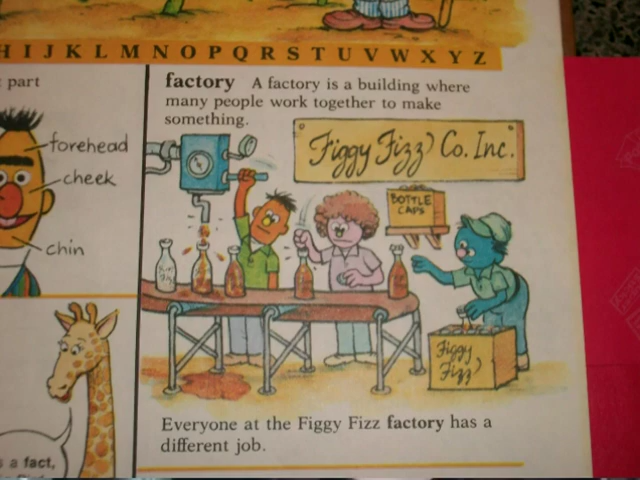 H I J K L M N O P Q R S T U V W X Y Z
part
forehead
cheek
chin
s a fact,
factory A factory is a building where
many people work together to make
something.
Figgy Fizz Co. Inc.
BOTTLE
CAPS
Figgy
Fizz
Everyone at the Figgy Fizz factory has a
different job.